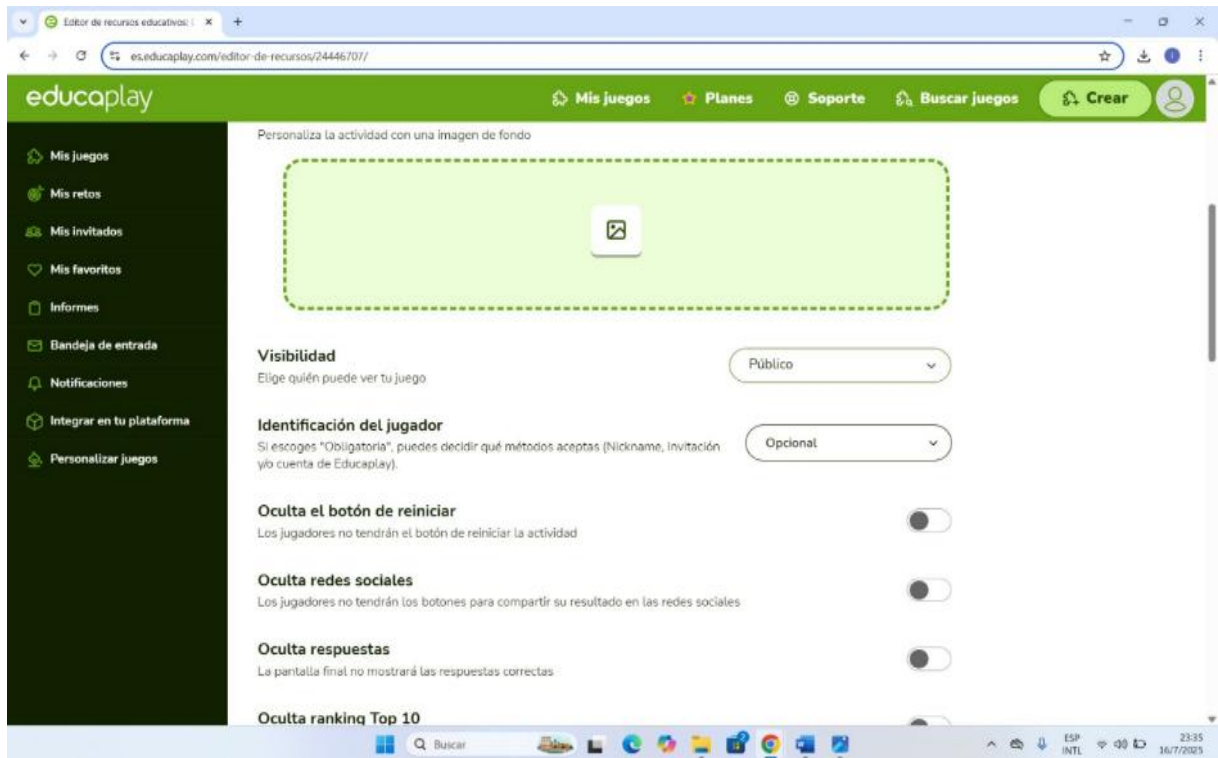 Editor de recursos educativos:
es.educaplay.com/editor-de-recursos/24446707/
educaplay
Mis juegos
Planes
Soporte
Buscar juegos
Crear
Mis juegos
Mis retos
Mis invitados
Mis favoritos
Informes
Bandeja de entrada
Notificaciones
Integrar en tu plataforma
Personalizar juegos
Personaliza la actividad con una imagen de fondo
Visibilidad
Elige quién puede ver tu juego
Público
Identificación del jugador
Si escoges "Obligatoria", puedes decidir qué métodos aceptas (Nickname, Invitación
y/o cuenta de Educaplay).
Opcional
Oculta el botón de reiniciar
Los jugadores no tendrán el botón de reiniciar la actividad
Oculta redes sociales
Los jugadores no tendrán los botones para compartir su resultado en las redes sociales
Oculta respuestas
La pantalla final no mostrará las respuestas correctas
Oculta ranking Top 10
Buscar
ESP
INTL
23:35
16/7/2025